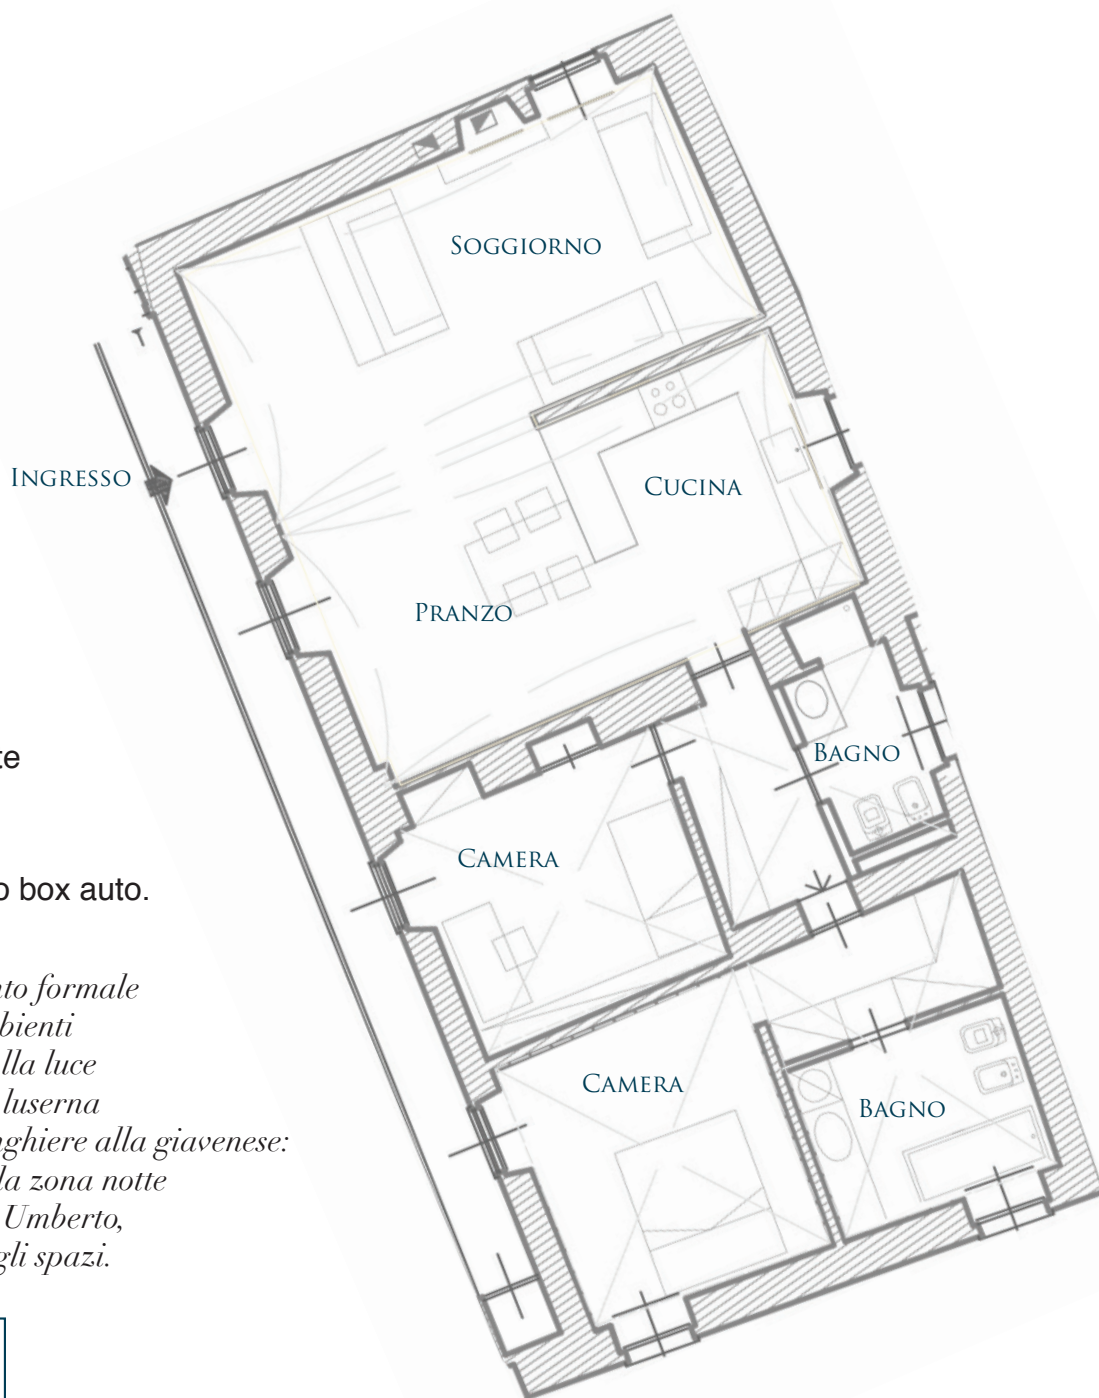 SOGGIORNO
INGRESSO
CUCINA
PRANZO
BAGNO
te
CAMERA
o box auto.
nto formale
bienti
lla luce
luserna
CAMERA
BAGNO
nghiere alla giavenese:
la zona notte
Umberto,
gli spazi.